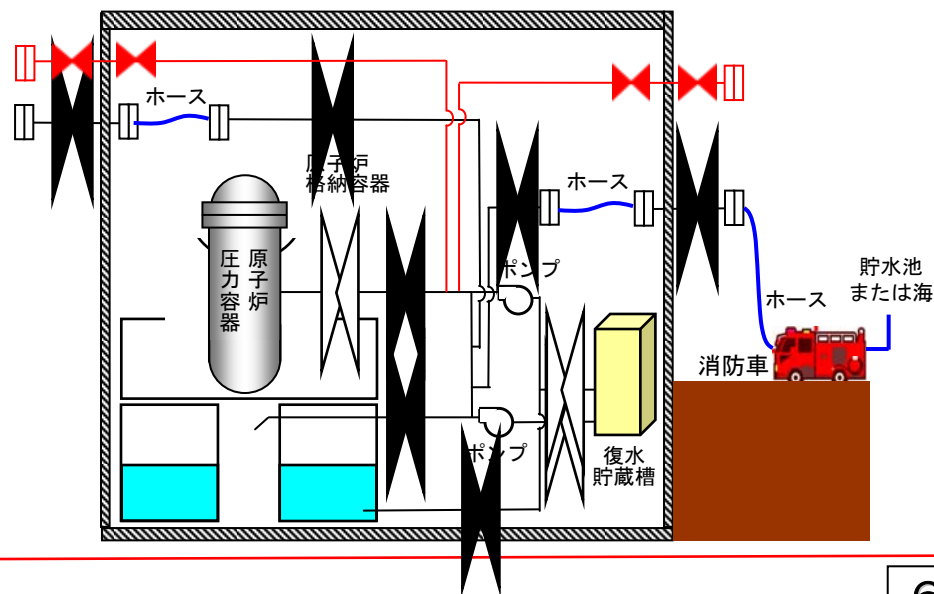 ホース
原子炉
格納容器
ホース
原子炉
圧力容器
ポンプ
貯水池
または海
ホース
消防車
ポンプ
復水
貯蔵槽